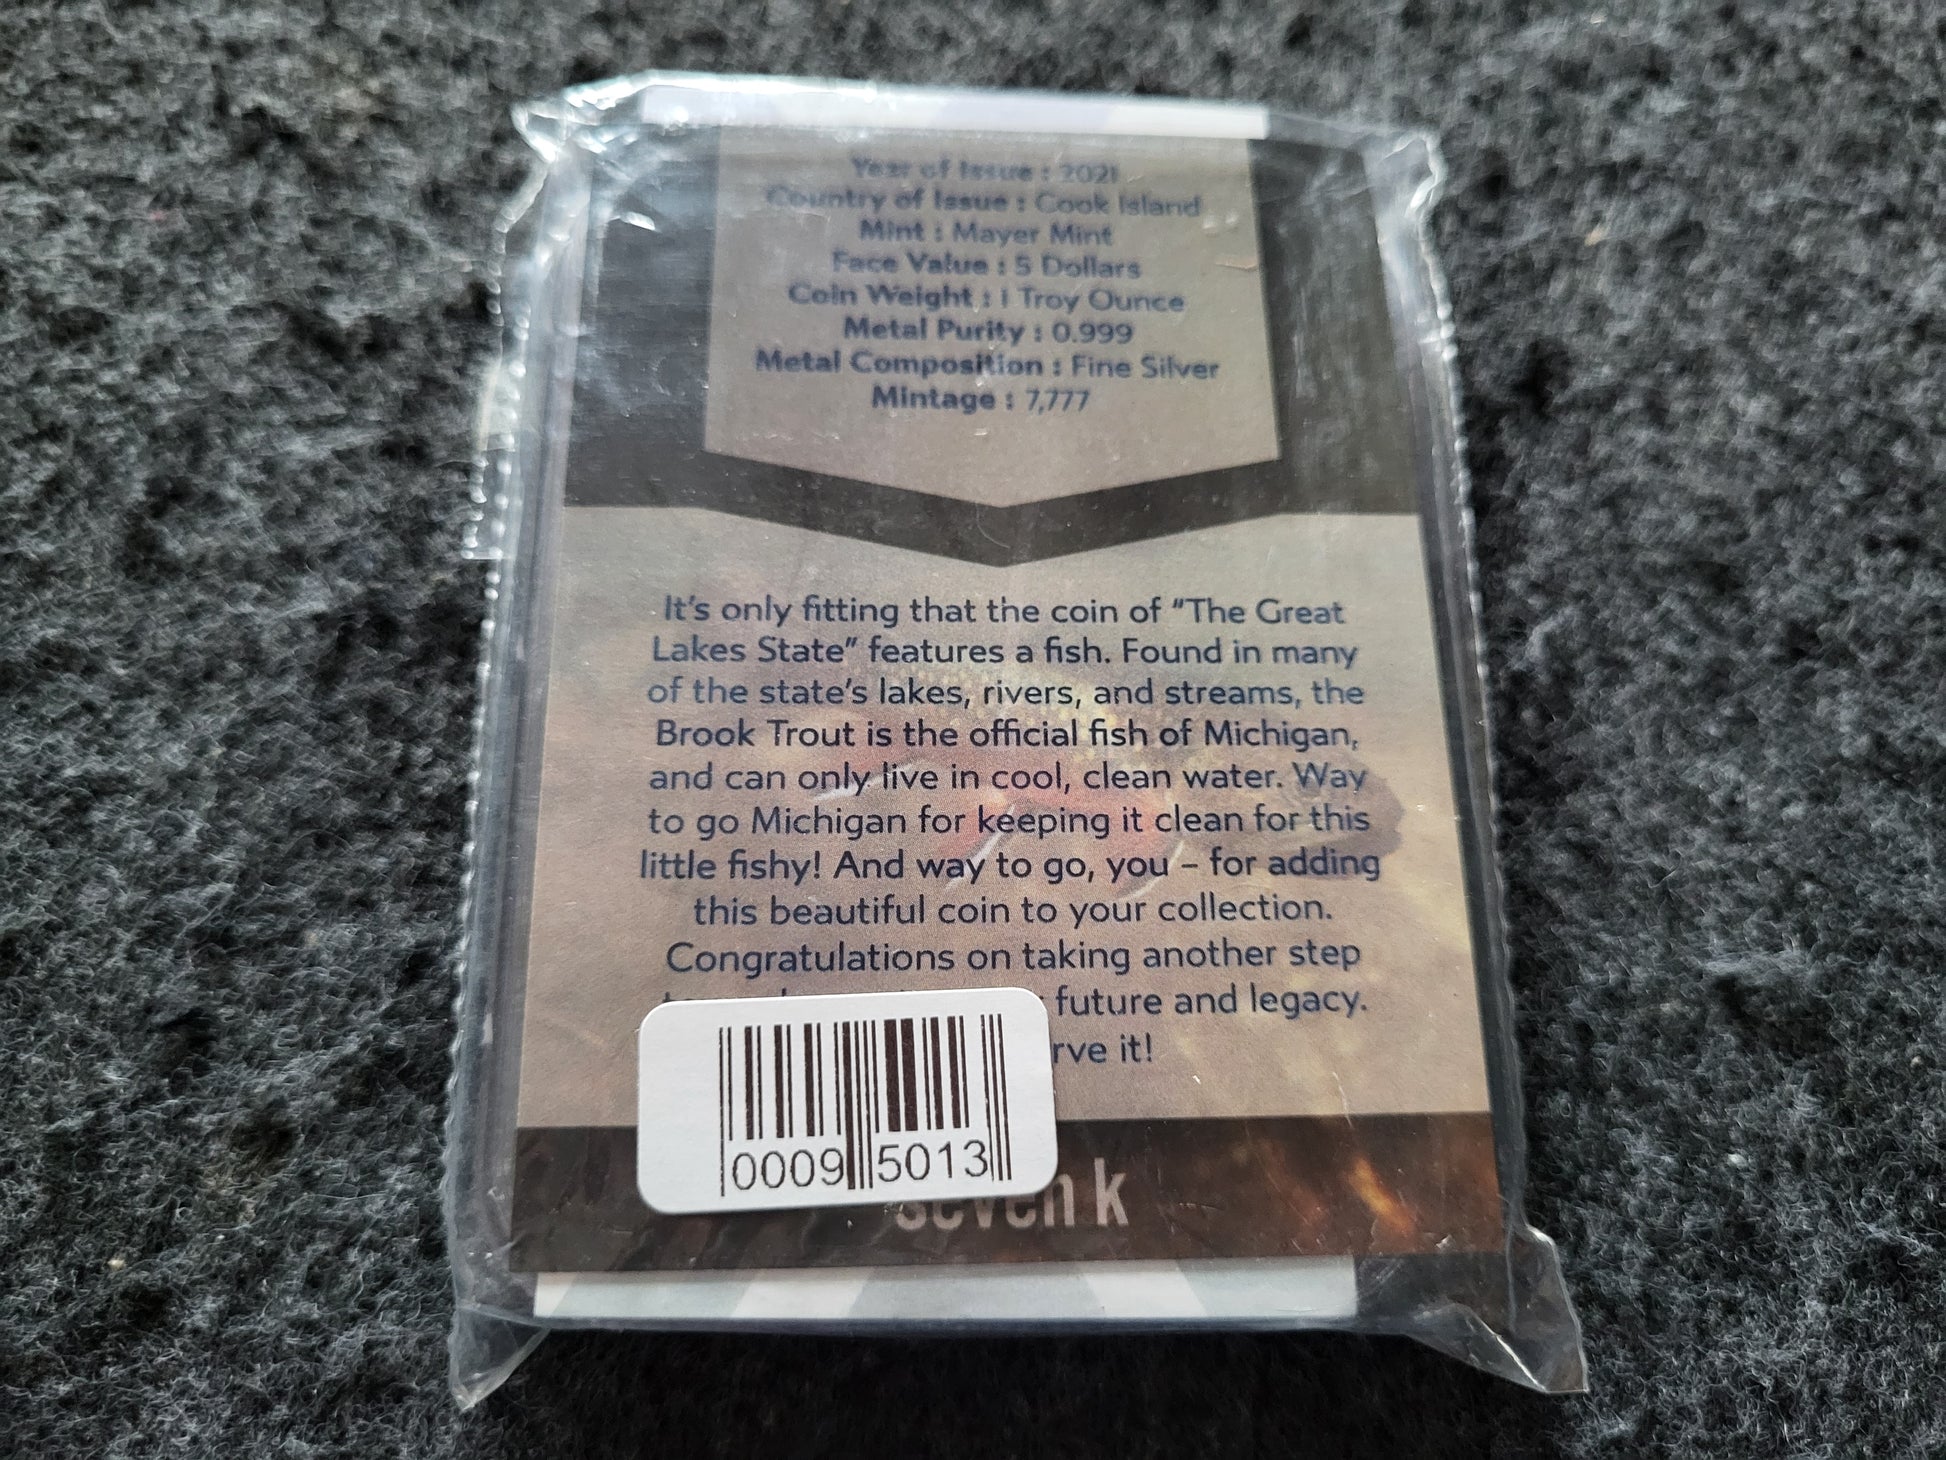 Year of Issue : 2021
Country of Issue : Cook Island
Mint : Mayer Mint
Face Value : 5 Dollars
Coin Weight : 1 Troy Ounce
Metal Purity : 0.999
Metal Composition : Fine Silver
Mintage : 7,777
It's only fitting that the coin of "The Great
Lakes State" features a fish. Found in many
of the state's lakes, rivers, and streams, the
Brook Trout is the official fish of Michigan,
and can only live in cool, clean water. Way
to go Michigan for keeping it clean for this
little fishy! And way to go, you – for adding
this beautiful coin to your collection.
Congratulations on taking another step
future and legacy.
it!
0009 5013
seven k